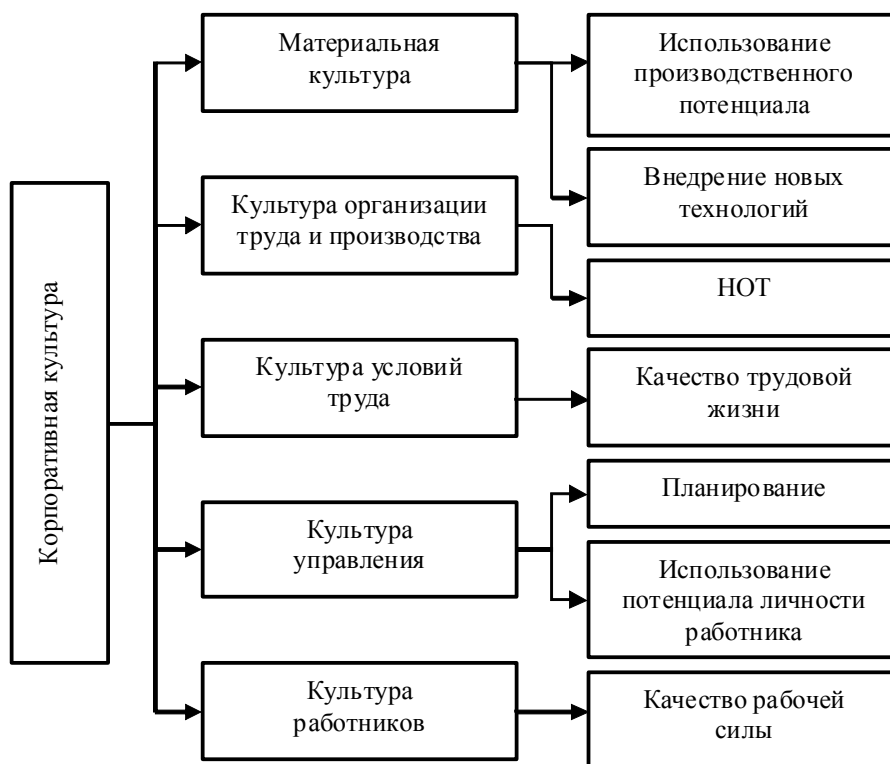 Корпоративная культура
Материальная
культура
Использование
производственного
потенциала
Внедрение новых
технологий
Культура организации
труда и производства
НОТ
Культура условий
труда
Качество трудовой
жизни
Культура
управления
Планирование
Использование
потенциала личности
работника
Культура
работников
Качество рабочей
силы